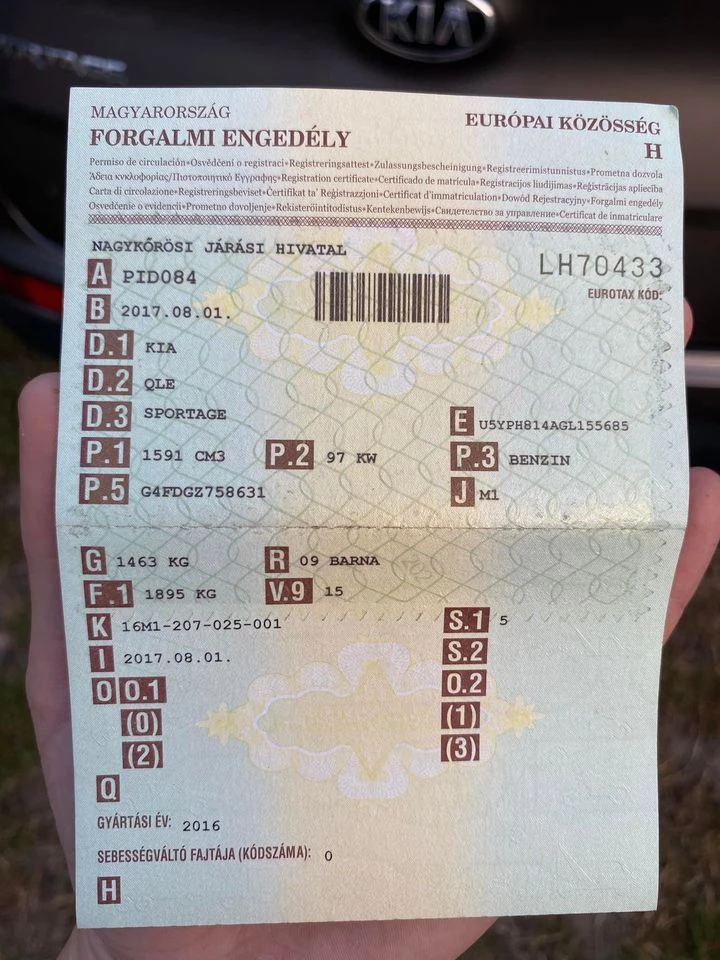 KIA
MAGYARORSZÁG
EURÓPAI KÖZÖSSÉG
FORGALMI ENGEDÉLY
H
Permiso de circulación•Osvědčení o registraci•Registreringsattest•Zulassungsbescheinigung•Registreerimistunnistus•Prometna dozvola
Άδεια κυκλοφορίας/Πιστοποιητικό Εγγραφής•Registration certificate•Certificado de matrícula•Registracijos liudijimas•Reģistrācijas apliecība
Carta di circolazione•Registreringsbeviset•Ċertifikat ta' Reġistrazzjoni•Certificat d'immatriculation•Dowód Rejestracyjny•Forgalmi engedély
Osvedčenie o evidencii•Prometno dovoljenje•Rekisteröintitodistus•Kentekenbewijs•Свидетелство за управление•Certificat de inmatriculare
NAGYKŐRÖSI JÁRÁSI HIVATAL
LH70433
A PID084
EUROTAX KÓD:
B 2017.08.01.
D.1 KIA
D.2 QLE
D.3 SPORTAGE
E U5YPH814AGL155685
P.1 1591 CM3 P.2 97 KW P.3 BENZIN
P.5 G4FDGZ758631 J M1
G 1463 KG R 09 BARNA
F.1 1895 KG V.9 15
K 16M1-207-025-001 S.1 5
I 2017.08.01. S.2
O O.1 O.2
(0) (1)
(2) (3)
Q
GYÁRTÁSI ÉV: 2016
SEBESSÉGVÁLTÓ FAJTÁJA (KÓDSZÁMA): 0
H